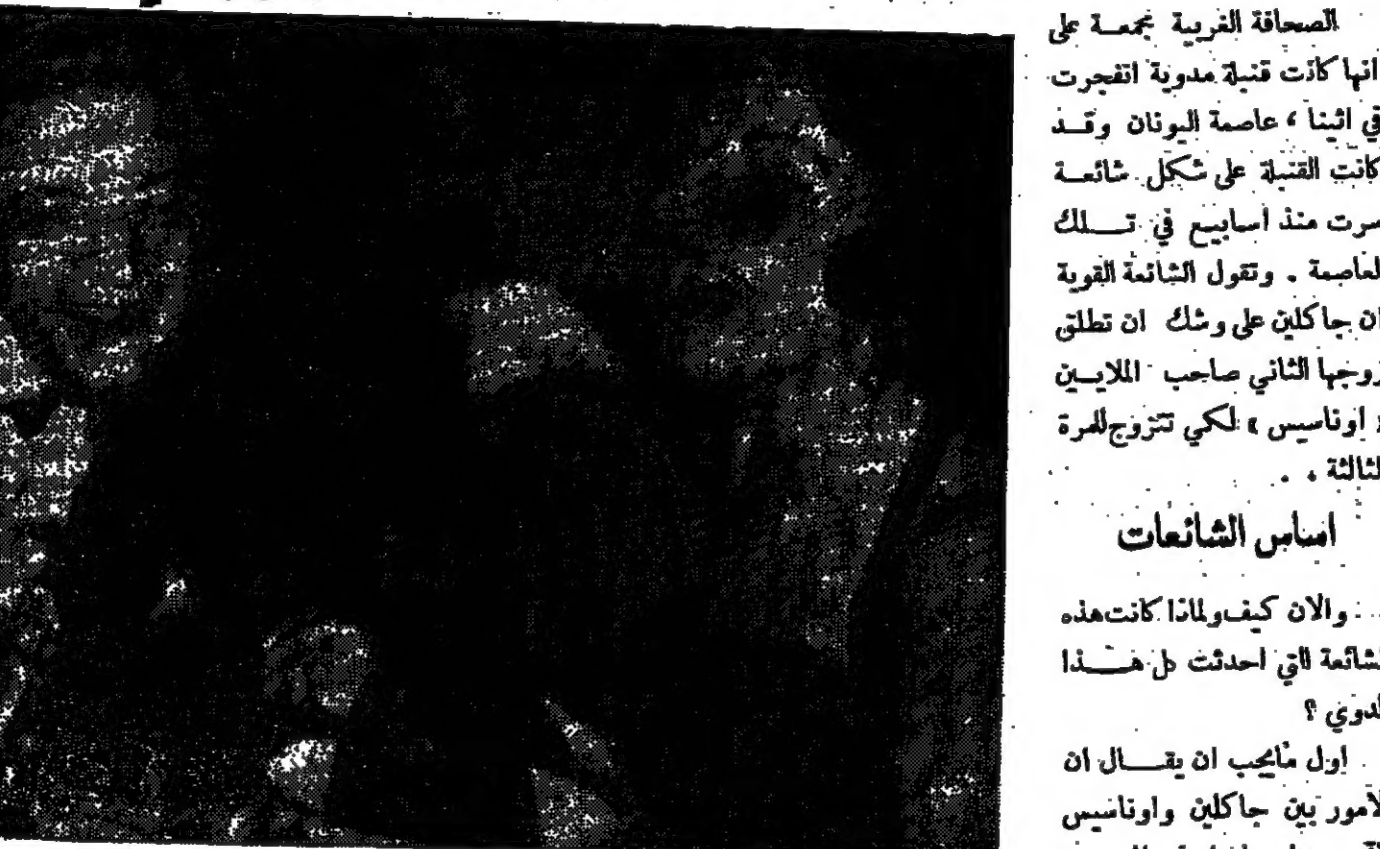 الصحافة الغربية مجمعة على
انها كانت قنبلة مدوية انفجرت
في اثينا ، عاصمة اليونان وقد
كانت القنبلة على شكل شائعة
سرت منذ أسابيع في تلك
العاصمة . وتقول الشائعة القوية
ان جاكلين على وشك ان تطلق
زوجها الثاني صاحب الملايين
« اوناسيس » لكي تتزوج للمرة
الثالثة . .
اساس الشائعات
. . والان كيف ولماذا كانت هذه
الشائعة التي احدثت كل هذا
الدوي ؟
اول مايجب ان يقال ان
الامور بين جاكلين واوناسيس